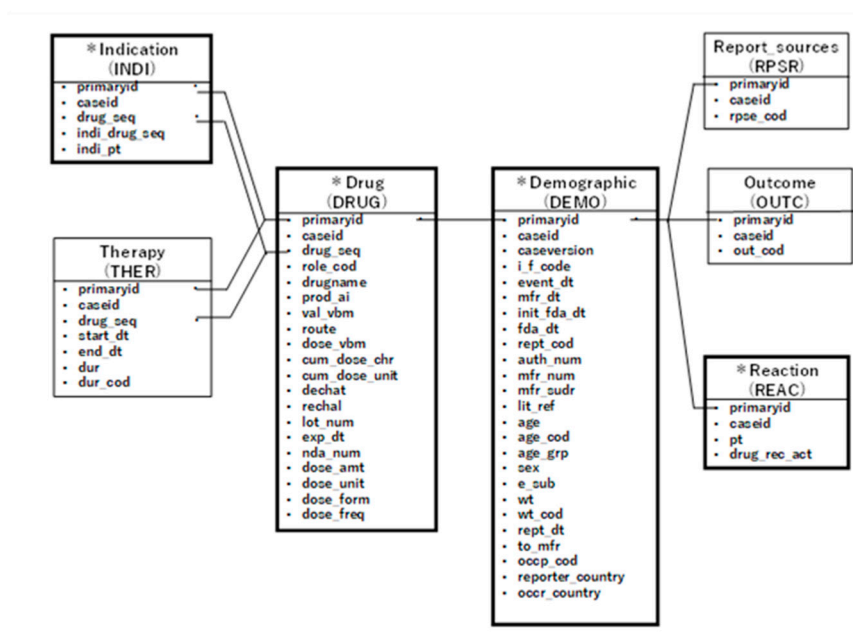 *Indication
(INDI)
• primaryid
• caseid
• drug_seq
• indi_drug_seq
• indi_pt
Therapy
(THER)
• primaryid
• caseid
• drug_seq
• start_dt
• end_dt
• dur
• dur_cod
*Drug
(DRUG)
• primaryid
• caseid
• drug_seq
• role_cod
• drugname
• prod_ai
• val_vbm
• route
• dose_vbm
• cum_dose_chr
• cum_dose_unit
• dechat
• rechal
• lot_num
• exp_dt
• nda_num
• dose_amt
• dose_unit
• dose_form
• dose_freq
*Demographic
(DEMO)
• primaryid
• caseid
• caseversion
• i_f_code
• event_dt
• mfr_dt
• init_fda_dt
• fda_dt
• rept_cod
• auth_num
• mfr_num
• mfr_sudr
• lit_ref
• age
• age_cod
• age_grp
• sex
• e_sub
• wt
• wt_cod
• rept_dt
• to_mfr
• occp_cod
• reporter_country
• occr_country
Report_sources
(RPSR)
• primaryid
• caseid
• rpse_cod
Outcome
(OUTC)
• primaryid
• caseid
• out_cod
*Reaction
(REAC)
• primaryid
• caseid
• pt
• drug_rec_act